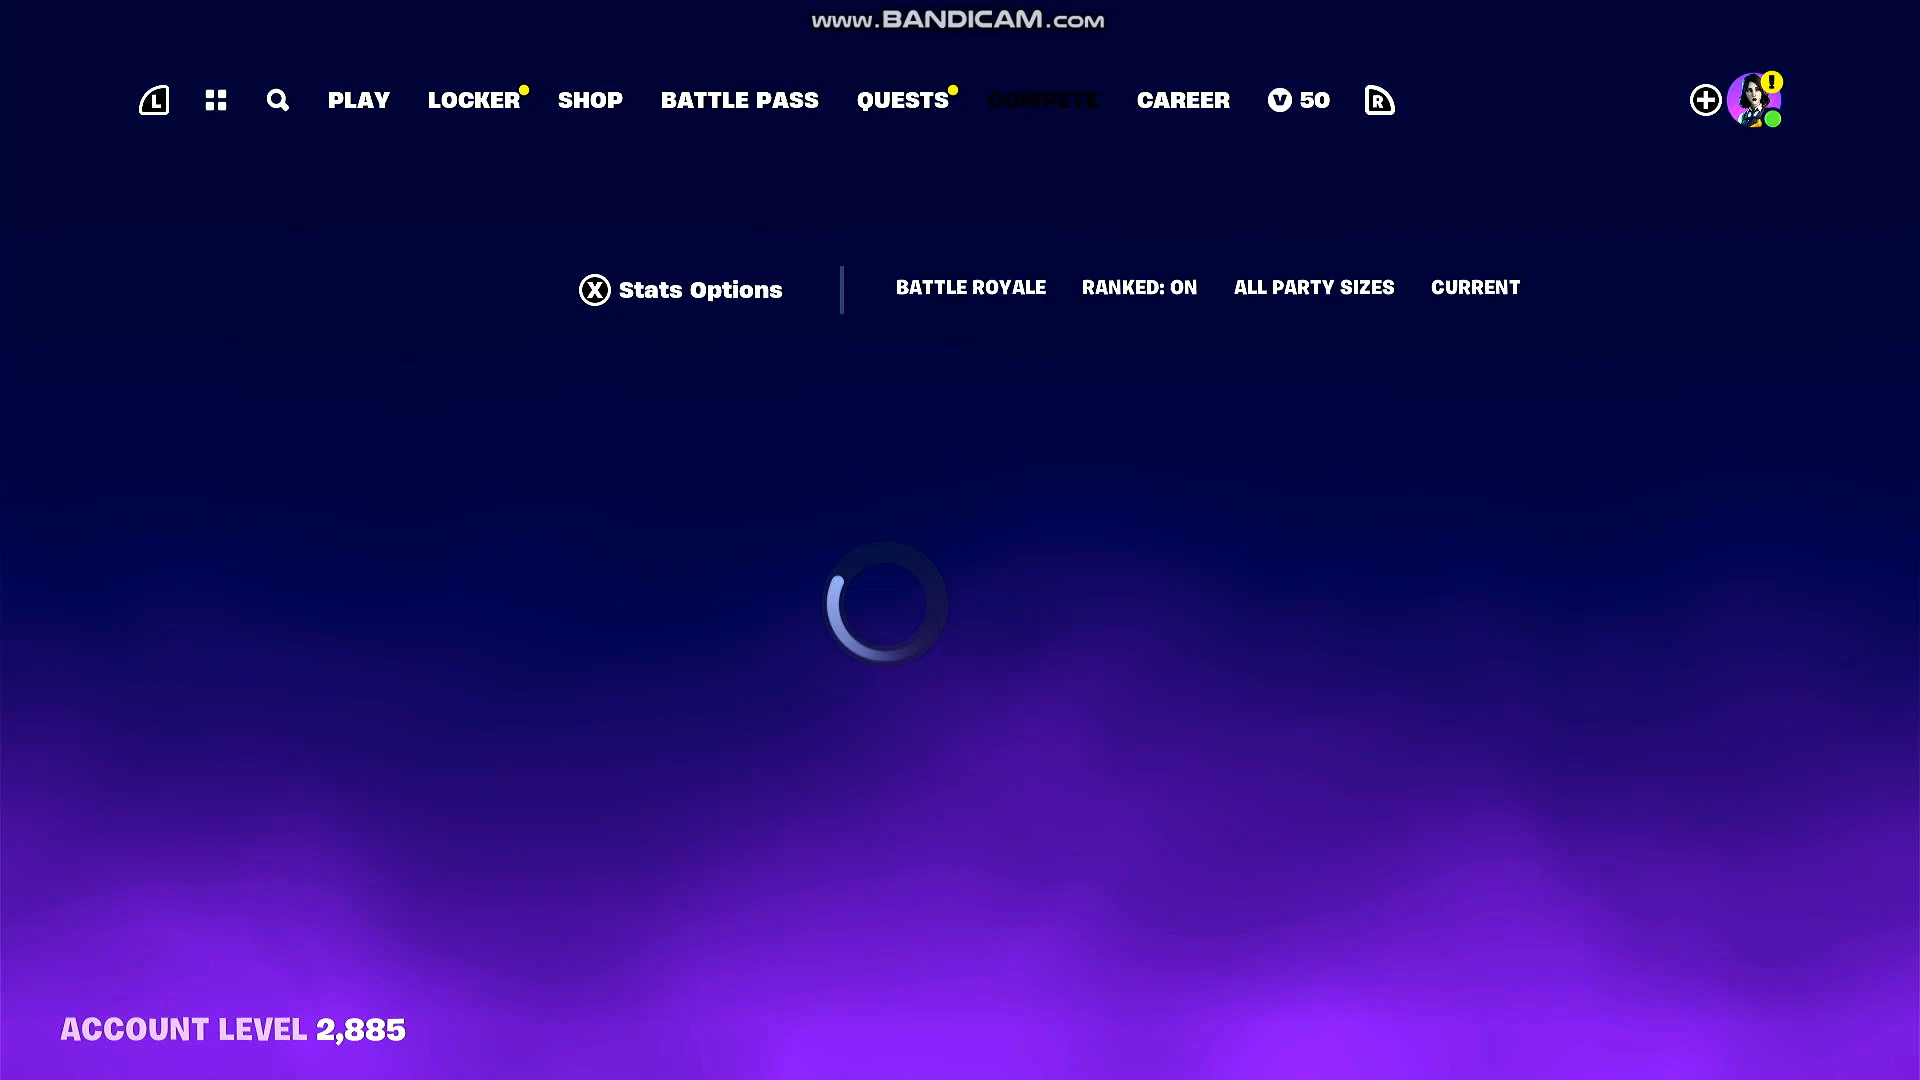 www.BANDICAM.com
L PLAY LOCKER SHOP BATTLE PASS QUESTS COMPETE CAREER V 50 R !
X Stats Options BATTLE ROYALE RANKED: ON ALL PARTY SIZES CURRENT
ACCOUNT LEVEL 2,885